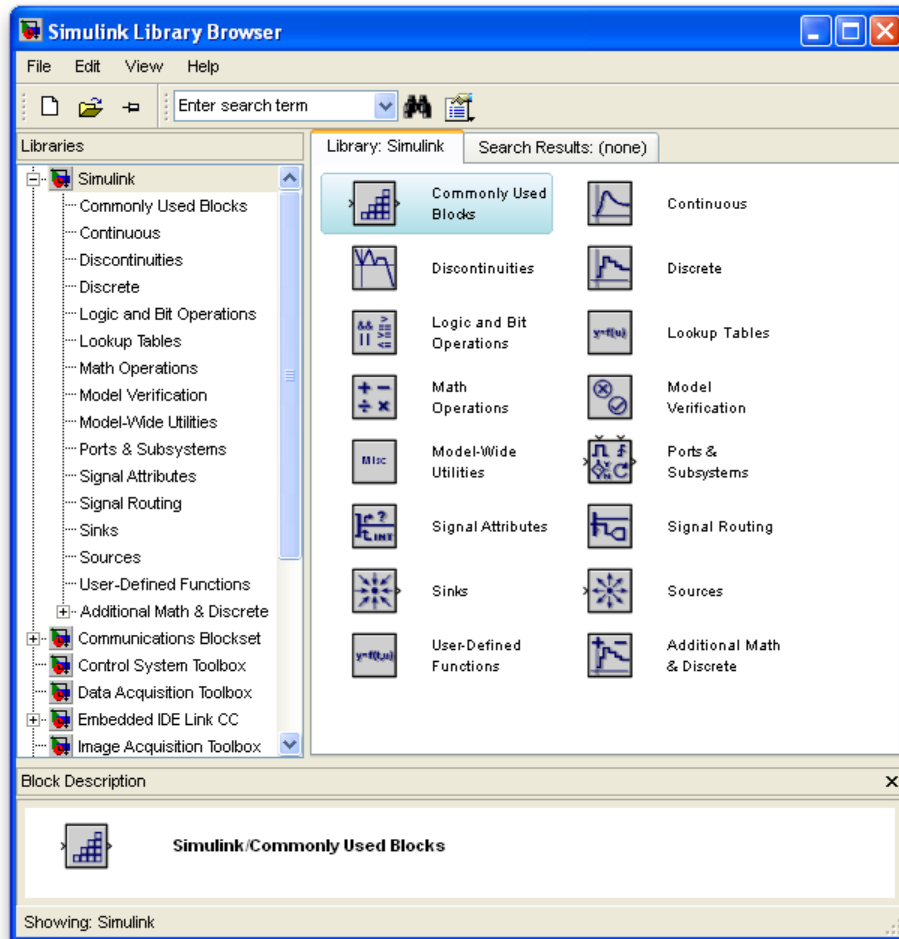 Simulink Library Browser
File Edit View Help
Enter search term
Libraries
Library: Simulink
Search Results: (none)
Simulink
Commonly Used Blocks
Continuous
Discontinuities
Discrete
Logic and Bit Operations
Lookup Tables
Math Operations
Model Verification
Model-Wide Utilities
Ports & Subsystems
Signal Attributes
Signal Routing
Sinks
Sources
User-Defined Functions
Additional Math & Discrete
Communications Blockset
Control System Toolbox
Data Acquisition Toolbox
Embedded IDE Link CC
Image Acquisition Toolbox
Commonly Used
Blocks
Continuous
Discontinuities
Discrete
&& >
|| >=
<=
Logic and Bit
Operations
y=f(u)
Lookup Tables
+ −
÷ ×
Math
Operations
Model
Verification
Misc
Model-Wide
Utilities
Ports &
Subsystems
Signal Attributes
Signal Routing
Sinks
Sources
y=f(t,u)
User-Defined
Functions
Additional Math
& Discrete
Block Description
Simulink/Commonly Used Blocks
Showing: Simulink